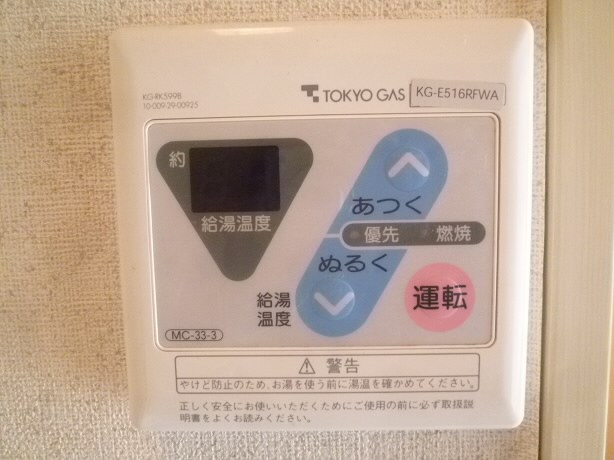 KG-RK599B
10-009-29-00925
TOKYO GAS
KG-E516RFWA
約
給湯温度
あつく
優先 燃焼
ぬるく
給湯
温度
運転
MC-33-3
警告
やけど防止のため、お湯を使う前に湯温を確かめてください。
正しく安全にお使いいただくためにご使用の前に必ず取扱説
明書をよくお読みください。